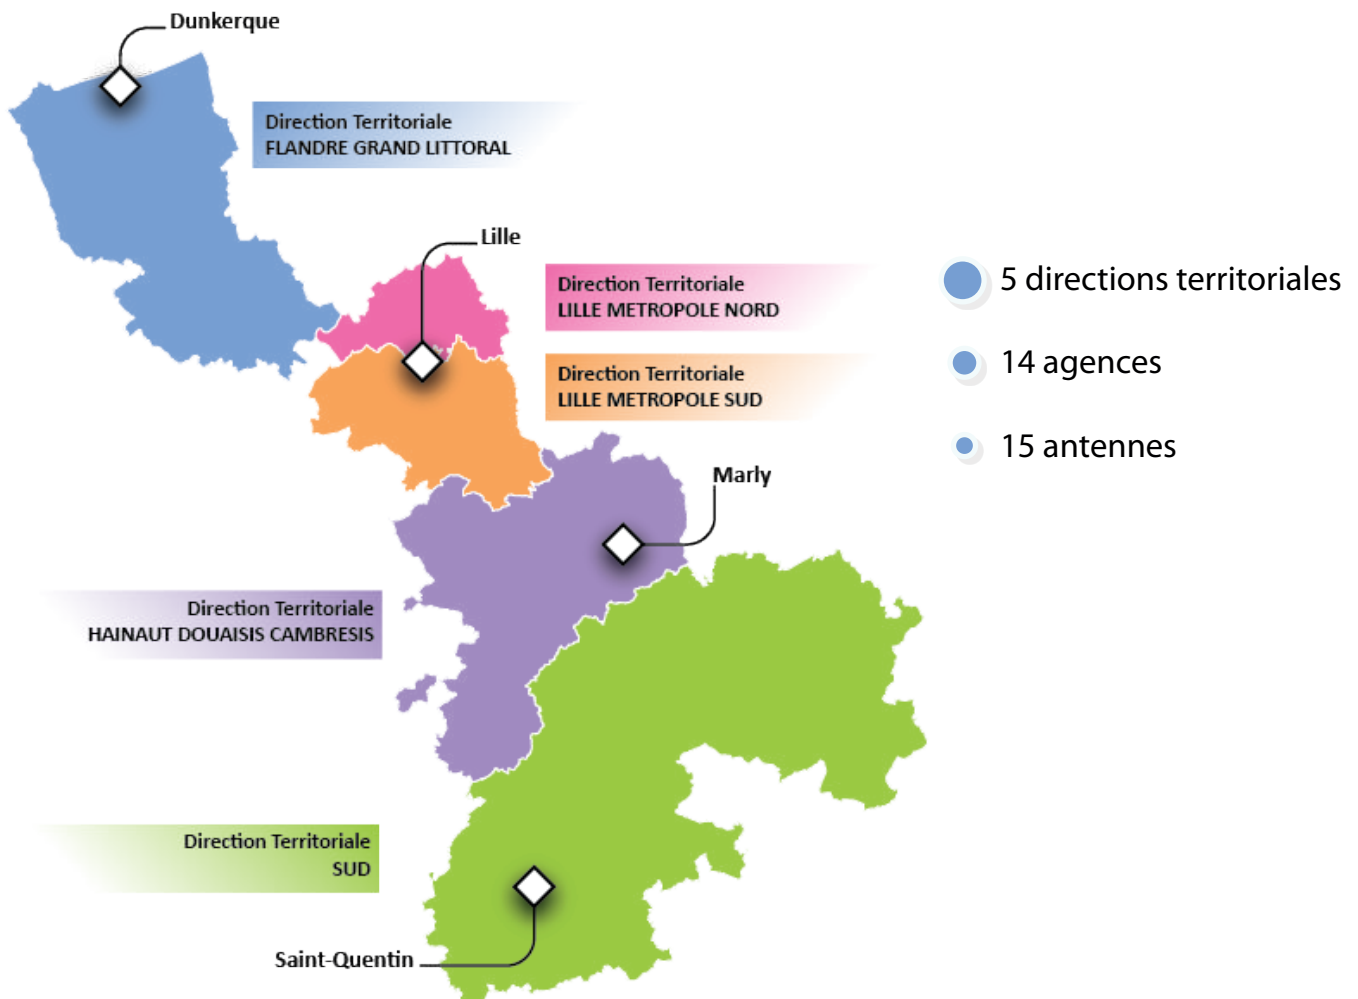 Dunkerque
Direction Territoriale
FLANDRE GRAND LITTORAL
Lille
Direction Territoriale
LILLE METROPOLE NORD
Direction Territoriale
LILLE METROPOLE SUD
5 directions territoriales
14 agences
15 antennes
Marly
Direction Territoriale
HAINAUT DOUAISIS CAMBRESIS
Direction Territoriale
SUD
Saint-Quentin